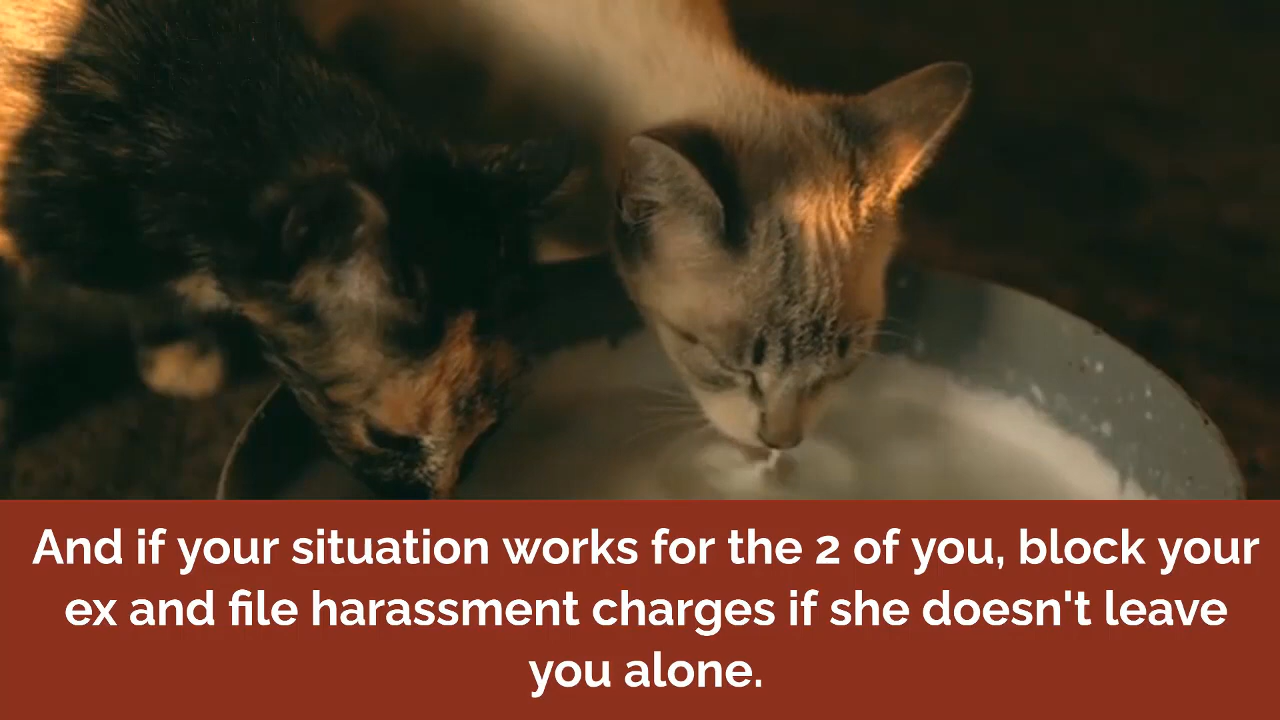 And if your situation works for the 2 of you, block your
ex and file harassment charges if she doesn't leave
you alone.